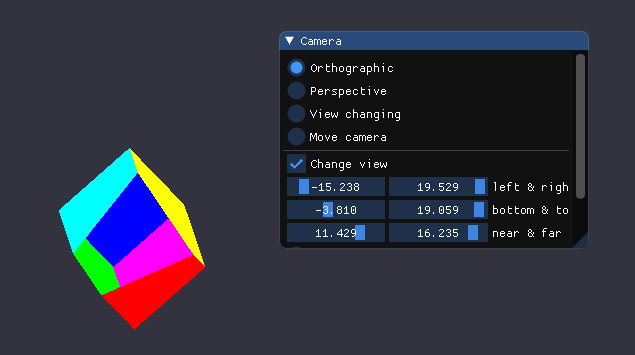 Camera
Orthographic
Perspective
View changing
Move camera
Change view
-15.238 19.529 left & righ
-3.810 19.059 bottom & to
11.429 16.235 near & far